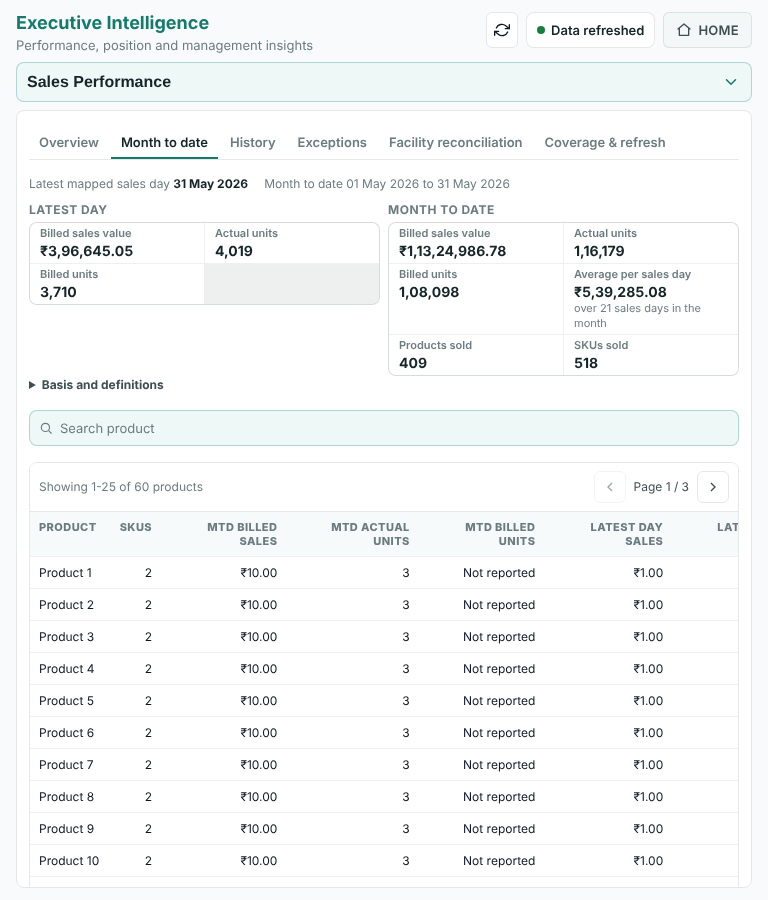 Executive Intelligence
Performance, position and management insights
Data refreshed
HOME
Sales Performance
Overview Month to date History Exceptions Facility reconciliation Coverage & refresh
Latest mapped sales day 31 May 2026 Month to date 01 May 2026 to 31 May 2026
LATEST DAY
Billed sales value Actual units
₹3,96,645.05 4,019
Billed units
3,710
MONTH TO DATE
Billed sales value Actual units
₹1,13,24,986.78 1,16,179
Billed units Average per sales day
1,08,098 ₹5,39,285.08
over 21 sales days in the
month
Products sold SKUs sold
409 518
Basis and definitions
Search product
Showing 1-25 of 60 products Page 1 / 3
PRODUCT SKUS MTD BILLED MTD ACTUAL MTD BILLED LATEST DAY LAT
SALES UNITS UNITS SALES
Product 1 2 ₹10.00 3 Not reported ₹1.00
Product 2 2 ₹10.00 3 Not reported ₹1.00
Product 3 2 ₹10.00 3 Not reported ₹1.00
Product 4 2 ₹10.00 3 Not reported ₹1.00
Product 5 2 ₹10.00 3 Not reported ₹1.00
Product 6 2 ₹10.00 3 Not reported ₹1.00
Product 7 2 ₹10.00 3 Not reported ₹1.00
Product 8 2 ₹10.00 3 Not reported ₹1.00
Product 9 2 ₹10.00 3 Not reported ₹1.00
Product 10 2 ₹10.00 3 Not reported ₹1.00